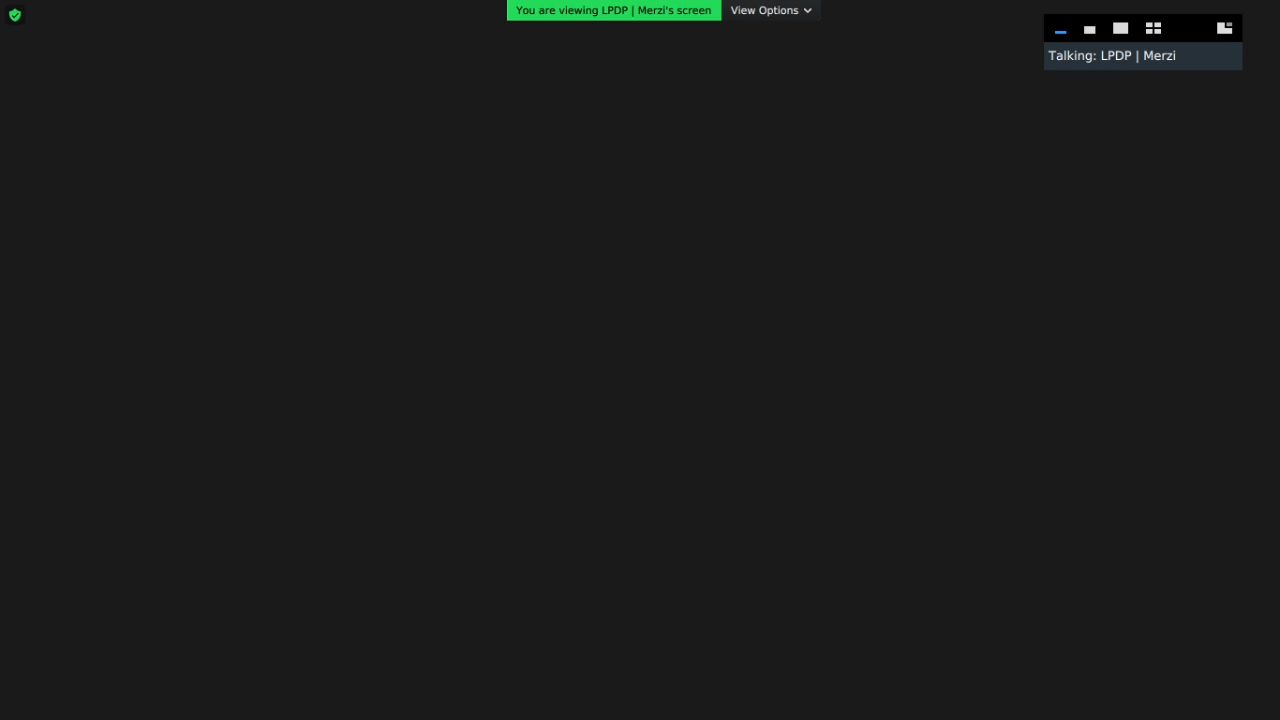 You are viewing LPDP | Merzi's screen
View Options
Talking: LPDP | Merzi